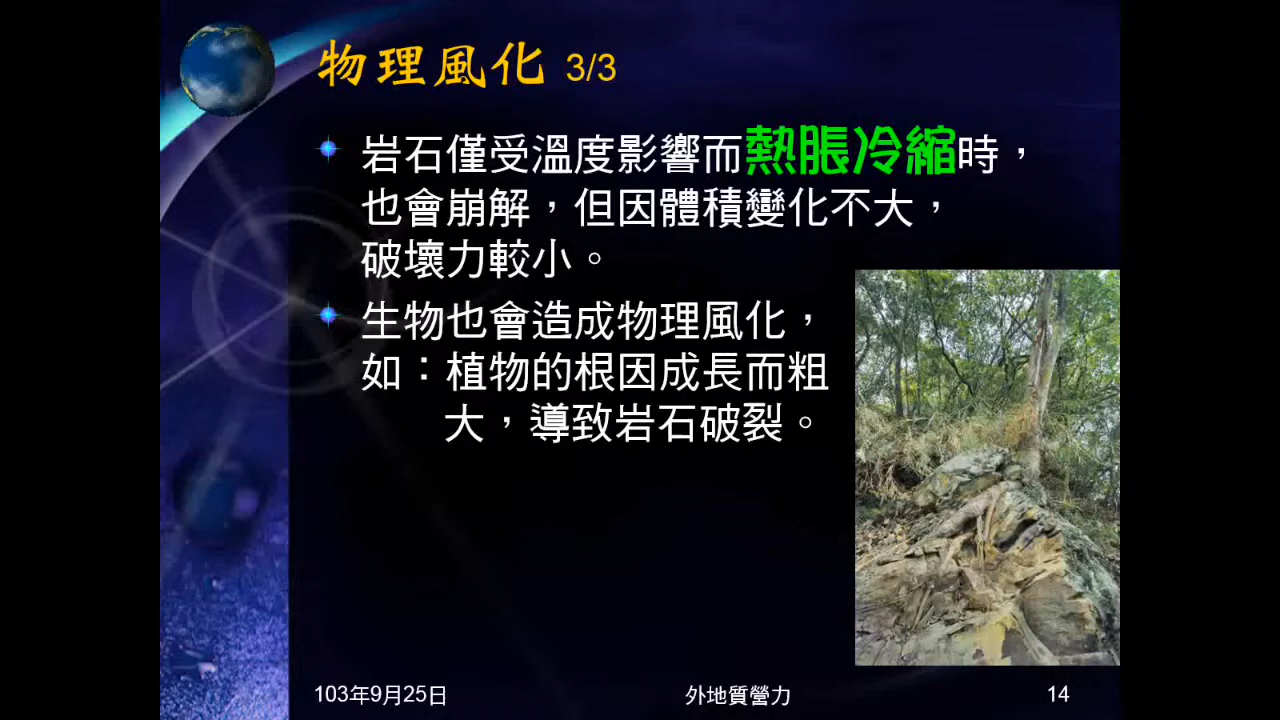 物理風化 3/3
岩石僅受溫度影響而熱脹冷縮時，
也會崩解，但因體積變化不大，
破壞力較小。
生物也會造成物理風化，
如：植物的根因成長而粗
大，導致岩石破裂。
103年9月25日 外地質營力 14